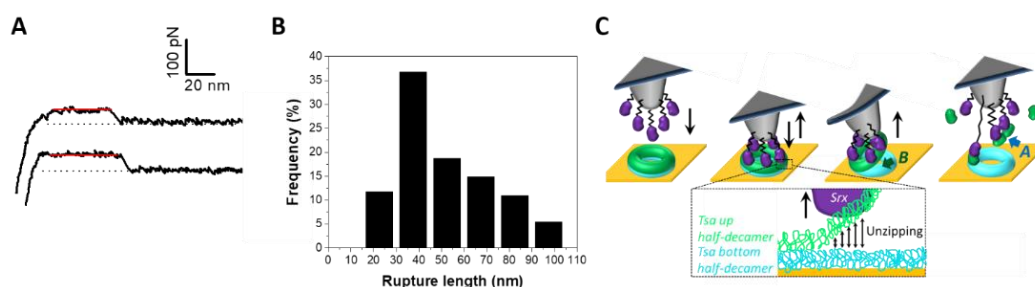 A
100 pN
20 nm
B
Frequency (%)
40
35
30
25
20
15
10
5
0
0 10 20 30 40 50 60 70 80 90 100 110
Rupture length (nm)
C
B
A
Srx
Tsa up
half-decamer
Unzipping
Tsa bottom
half-decamer